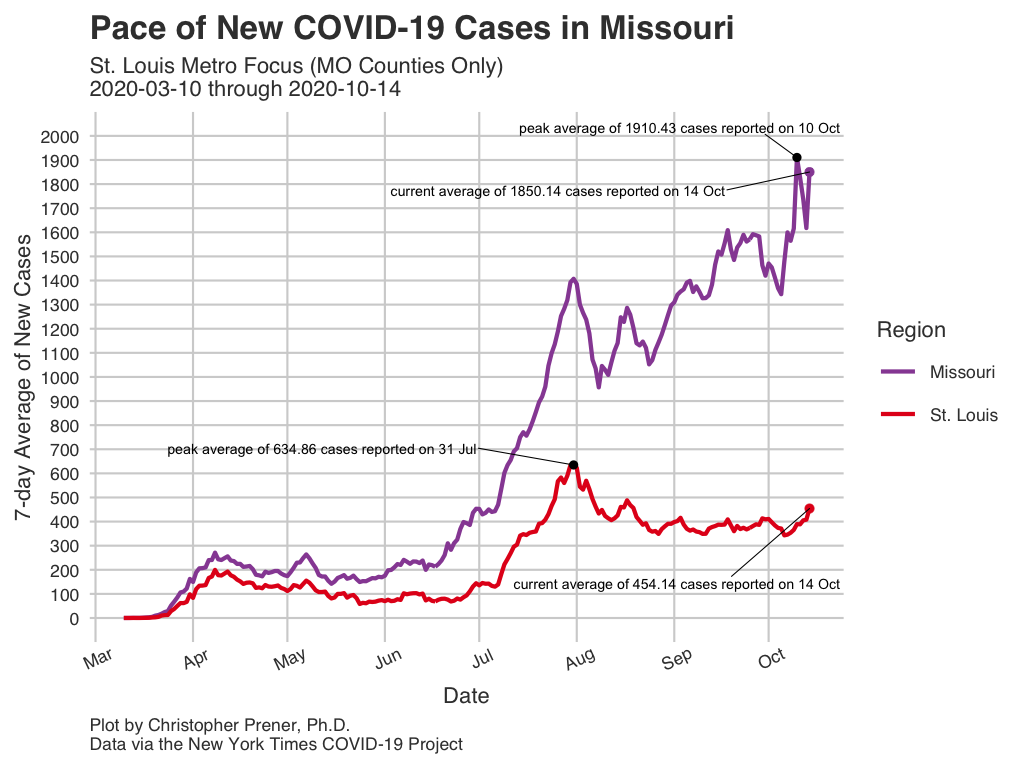 Pace of New COVID-19 Cases in Missouri
St. Louis Metro Focus (MO Counties Only)
2020-03-10 through 2020-10-14
7-day Average of New Cases
2000
1900
1800
1700
1600
1500
1400
1300
1200
1100
1000
900
800
700
600
500
400
300
200
100
0
peak average of 1910.43 cases reported on 10 Oct
current average of 1850.14 cases reported on 14 Oct
peak average of 634.86 cases reported on 31 Jul
current average of 454.14 cases reported on 14 Oct
Mar
Apr
May
Jun
Jul
Aug
Sep
Oct
Date
Region
Missouri
St. Louis
Plot by Christopher Prener, Ph.D.
Data via the New York Times COVID-19 Project